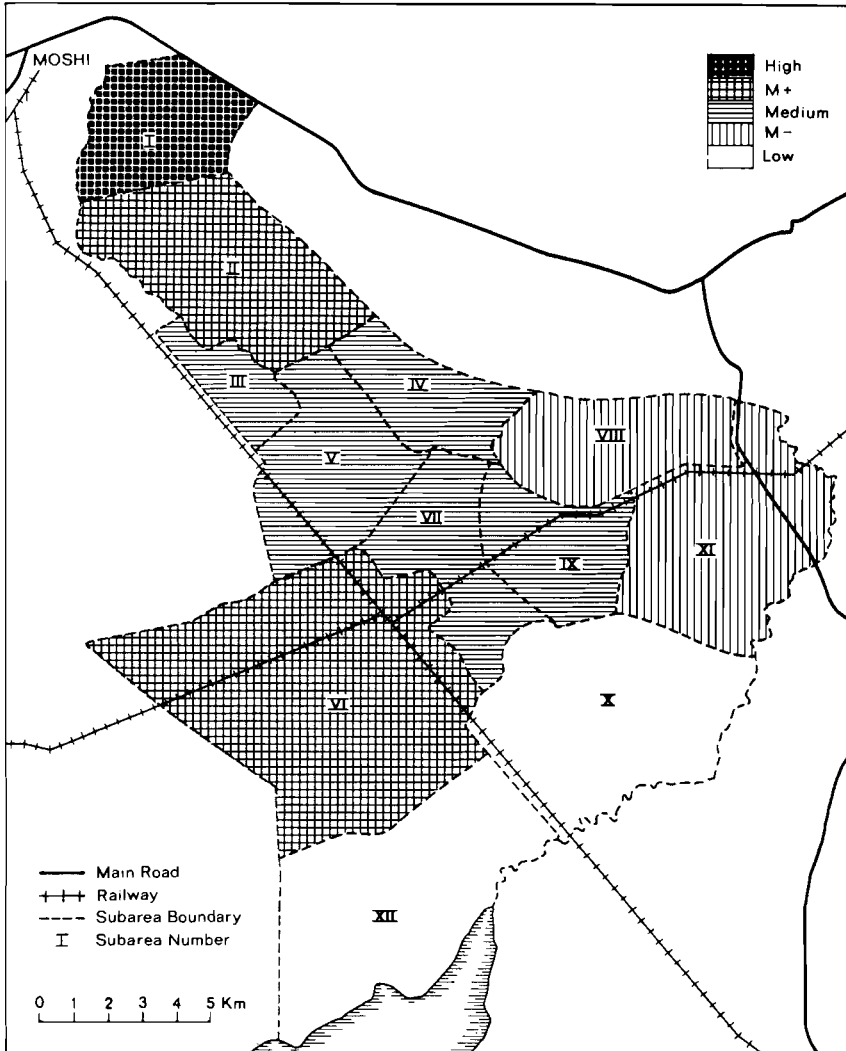 MOSHI
High
M+
Medium
M-
Low
I
II
III
IV
V
VIII
VII
IX
XI
VI
X
XII
Main Road
Railway
Subarea Boundary
I Subarea Number
0 1 2 3 4 5 Km